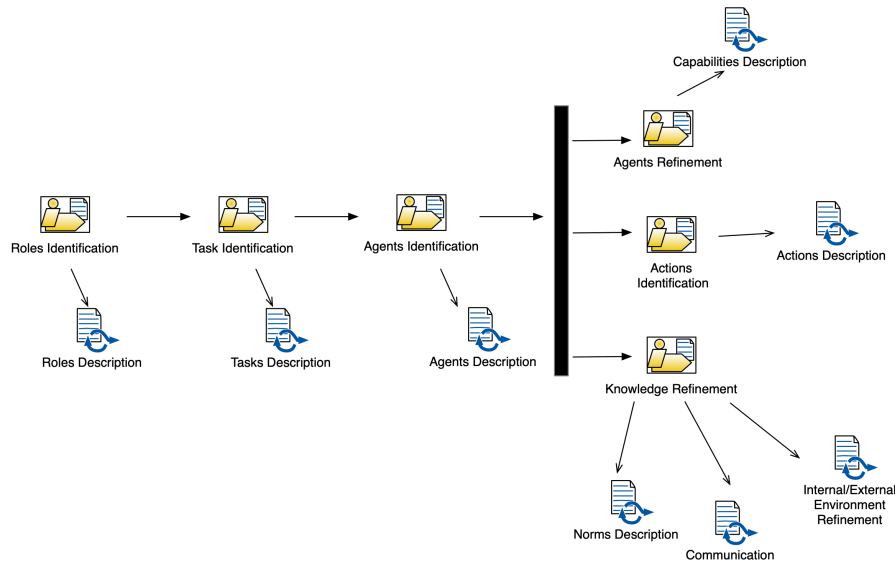 Capabilities Description
Agents Refinement
Roles Identification
Task Identification
Agents Identification
Actions
Identification
Actions Description
Roles Description
Tasks Description
Agents Description
Knowledge Refinement
Internal/External
Environment
Refinement
Norms Description
Communication